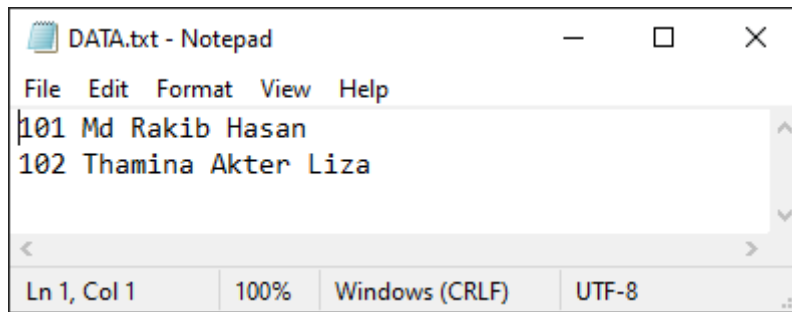 DATA.txt - Notepad
File Edit Format View Help
101 Md Rakib Hasan
102 Thamina Akter Liza
Ln 1, Col 1 100% Windows (CRLF) UTF-8